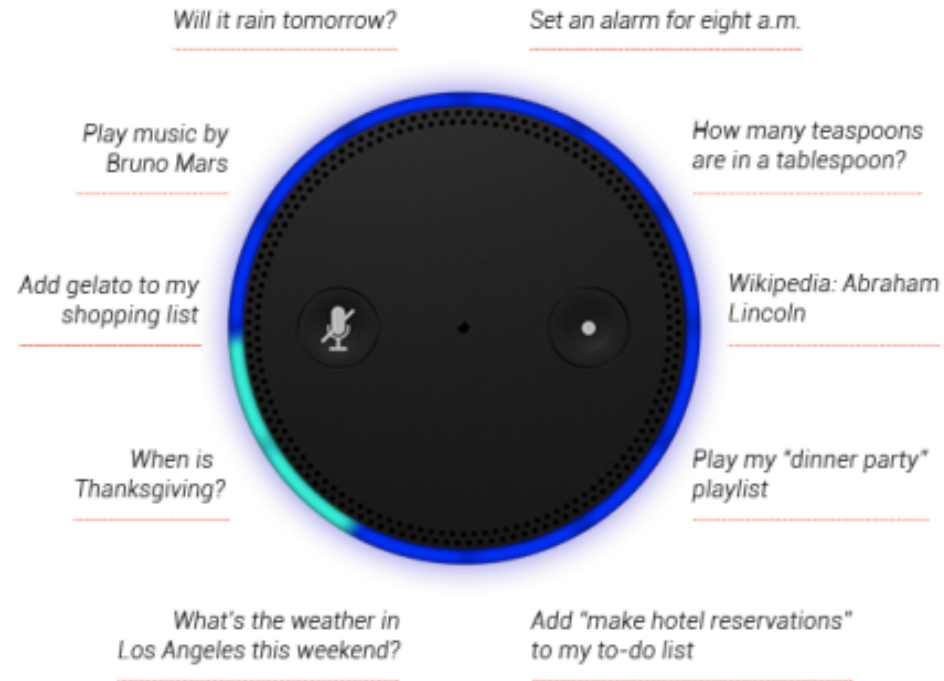 Will it rain tomorrow?
Set an alarm for eight a.m.
Play music by
Bruno Mars
How many teaspoons
are in a tablespoon?
Add gelato to my
shopping list
Wikipedia: Abraham
Lincoln
When is
Thanksgiving?
Play my "dinner party"
playlist
What's the weather in
Los Angeles this weekend?
Add "make hotel reservations"
to my to-do list